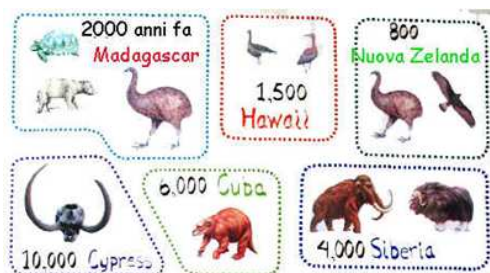 2000 anni fa
Madagascar
1,500
Hawaii
800
Nuova Zelanda
10,000 Cypress
6,000 Cuba
4,000 Siberia